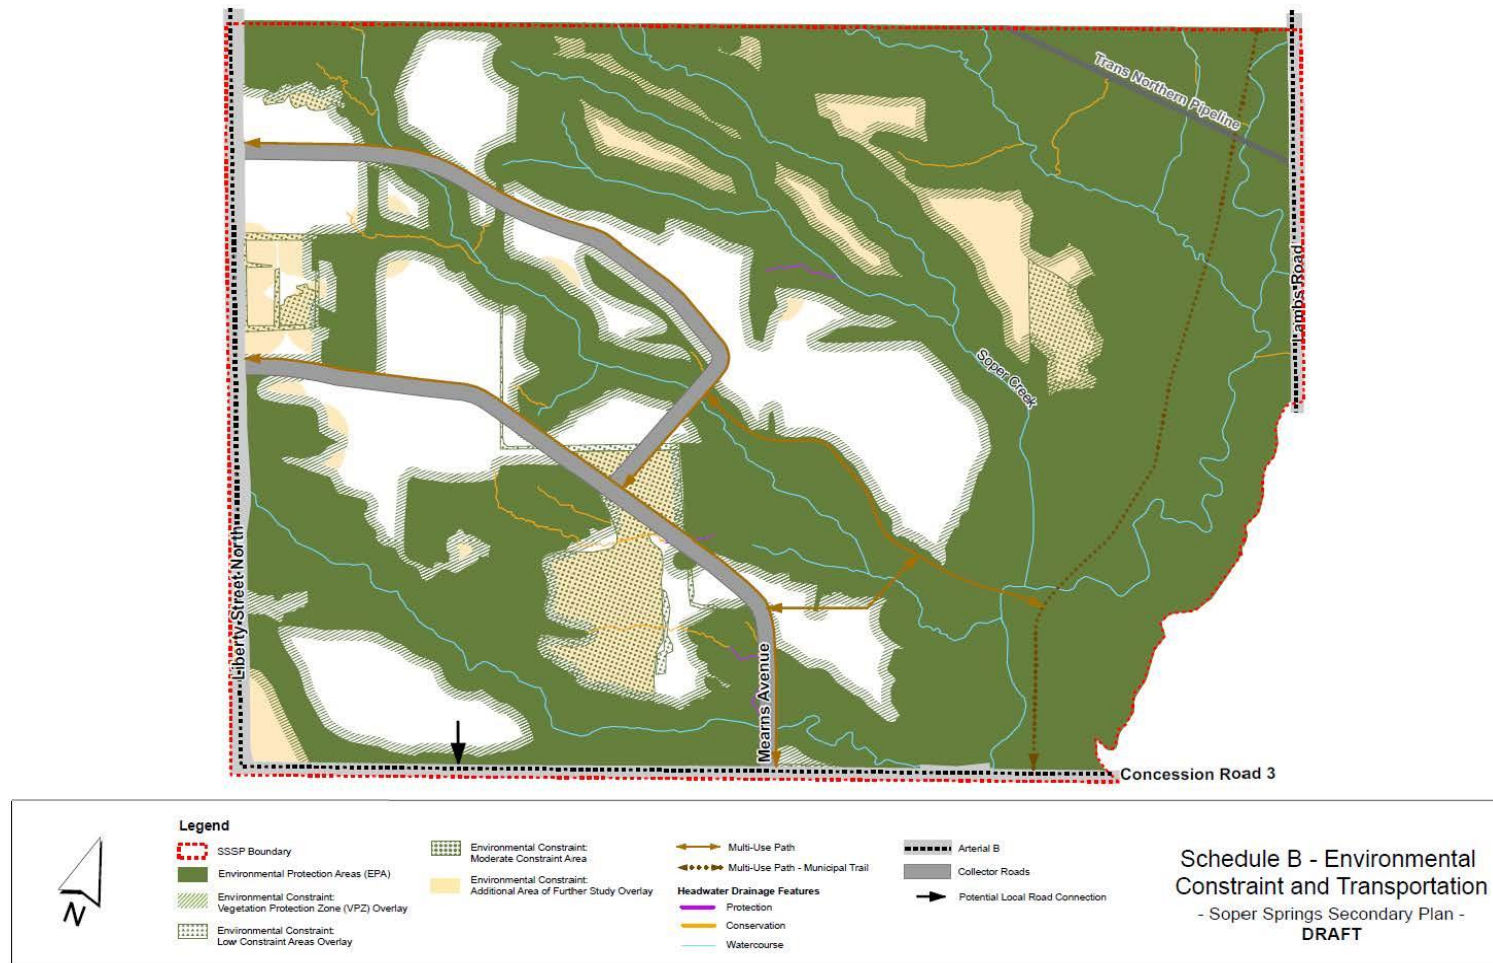 Trans Northern Pipeline
Lambs Road
Soper Creek
Liberty Street North
Mearns Avenue
Concession Road 3
N
Legend
SSSP Boundary
Environmental Protection Areas (EPA)
Environmental Constraint:
Vegetation Protection Zone (VPZ) Overlay
Environmental Constraint:
Low Constraint Areas Overlay
Environmental Constraint:
Moderate Constraint Area
Environmental Constraint:
Additional Area of Further Study Overlay
Multi-Use Path
Multi-Use Path - Municipal Trail
Headwater Drainage Features
Protection
Conservation
Watercourse
Arterial B
Collector Roads
Potential Local Road Connection
Schedule B - Environmental
Constraint and Transportation
- Soper Springs Secondary Plan -
DRAFT